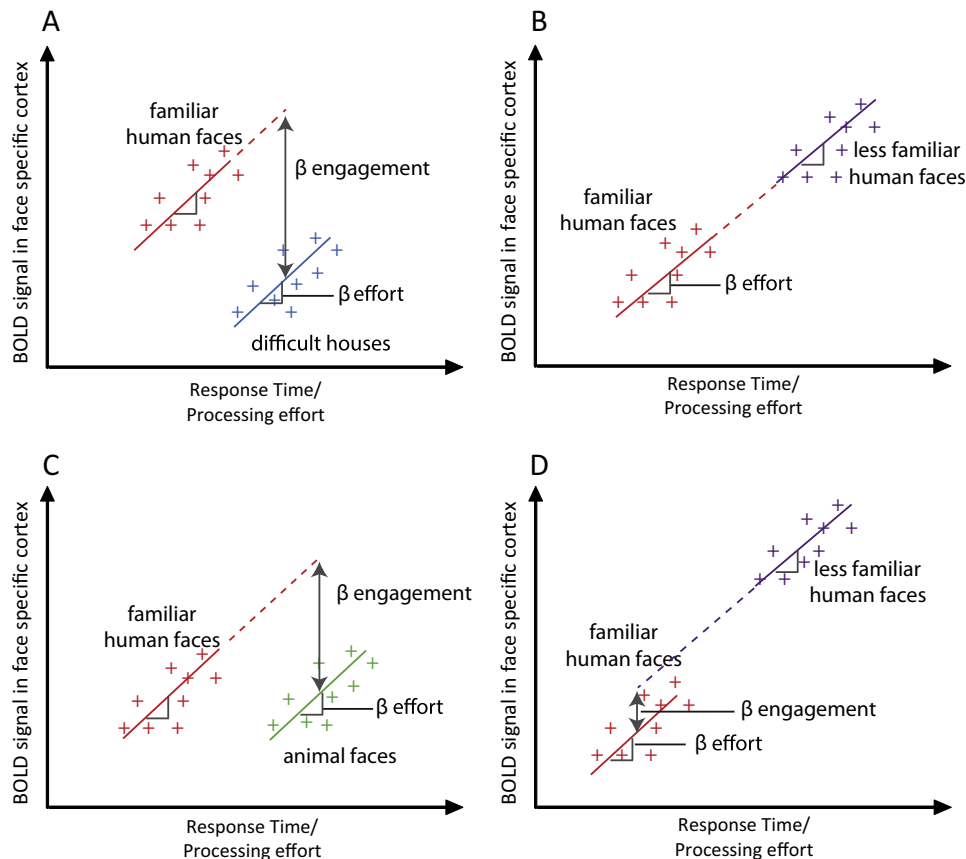 A
BOLD signal in face specific cortex
familiar
human faces
β engagement
β effort
difficult houses
Response Time/
Processing effort
B
BOLD signal in face specific cortex
less familiar
human faces
familiar
human faces
β effort
Response Time/
Processing effort
C
BOLD signal in face specific cortex
familiar
human faces
β engagement
β effort
animal faces
Response Time/
Processing effort
D
BOLD signal in face specific cortex
less familiar
human faces
familiar
human faces
β engagement
β effort
Response Time/
Processing effort